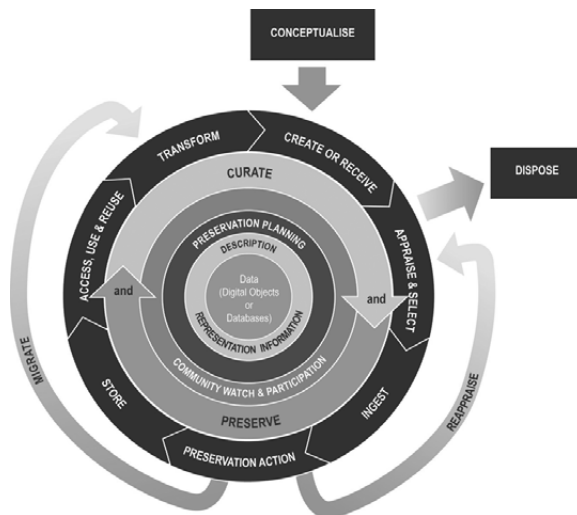 CONCEPTUALISE
DISPOSE
CREATE OR RECEIVE
APPRAISE & SELECT
INGEST
PRESERVATION ACTION
STORE
ACCESS, USE & REUSE
TRANSFORM
MIGRATE
REAPPRAISE
CURATE
and
PRESERVE
and
COMMUNITY WATCH & PARTICIPATION
PRESERVATION PLANNING
DESCRIPTION
REPRESENTATION INFORMATION
Data
(Digital Objects
or
Databases)